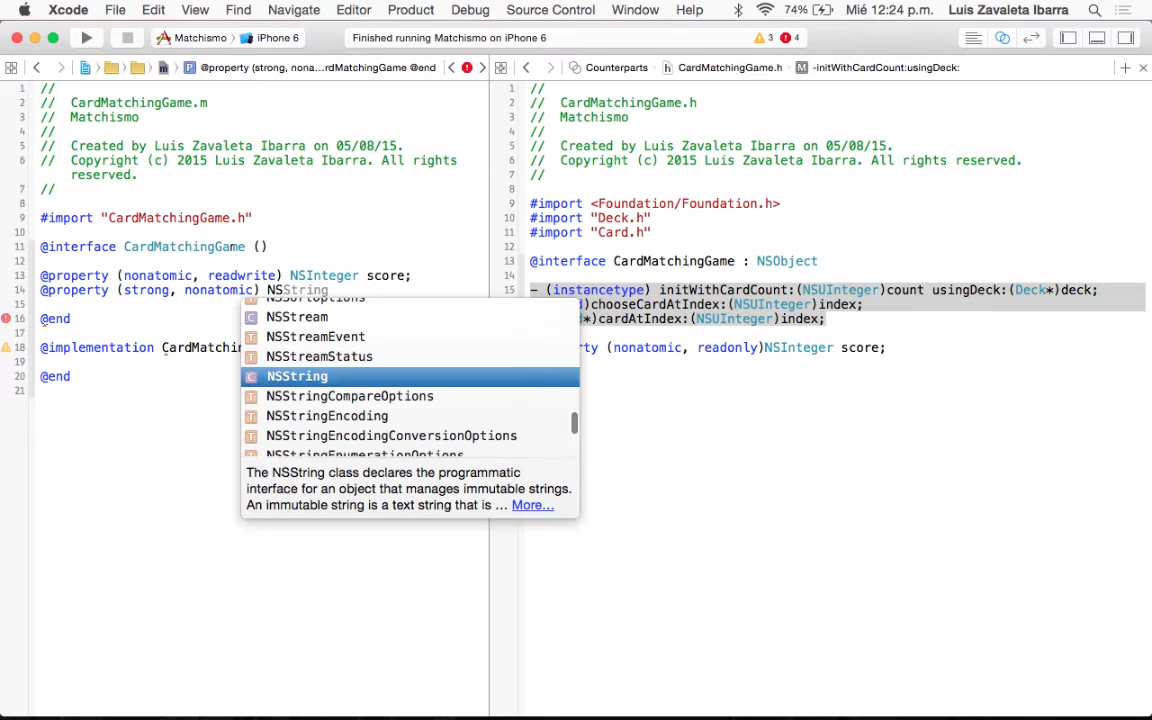 Xcode File Edit View Find Navigate Editor Product Debug Source Control Window Help 74% Mié 12:24 p.m. Luis Zavaleta Ibarra
Matchismo iPhone 6 Finished running Matchismo on iPhone 6 3 4
@property (strong, nona...rdMatchingGame @end
Counterparts CardMatchingGame.h -initWithCardCount:usingDeck:
1 //
2 // CardMatchingGame.m
3 // Matchismo
4 //
5 // Created by Luis Zavaleta Ibarra on 05/08/15.
6 // Copyright (c) 2015 Luis Zavaleta Ibarra. All rights
reserved.
7 //
8
9 #import "CardMatchingGame.h"
10
11 @interface CardMatchingGame ()
12
13 @property (nonatomic, readwrite) NSInteger score;
14 @property (strong, nonatomic) NSString
15
16 @end
17
18 @implementation CardMatchin
19
20 @end
21
NSSortOptions
NSStream
NSStreamEvent
NSStreamStatus
NSString
NSStringCompareOptions
NSStringEncoding
NSStringEncodingConversionOptions
NSStringEnumerationOptions
The NSString class declares the programmatic
interface for an object that manages immutable strings.
An immutable string is a text string that is ... More...
1 //
2 // CardMatchingGame.h
3 // Matchismo
4 //
5 // Created by Luis Zavaleta Ibarra on 05/08/15.
6 // Copyright (c) 2015 Luis Zavaleta Ibarra. All rights reserved.
7 //
8
9 #import <Foundation/Foundation.h>
10 #import "Deck.h"
11 #import "Card.h"
12
13 @interface CardMatchingGame : NSObject
14
15 - (instancetype) initWithCardCount:(NSUInteger)count usingDeck:(Deck*)deck;
)chooseCardAtIndex:(NSUInteger)index;
*)cardAtIndex:(NSUInteger)index;
rty (nonatomic, readonly)NSInteger score;